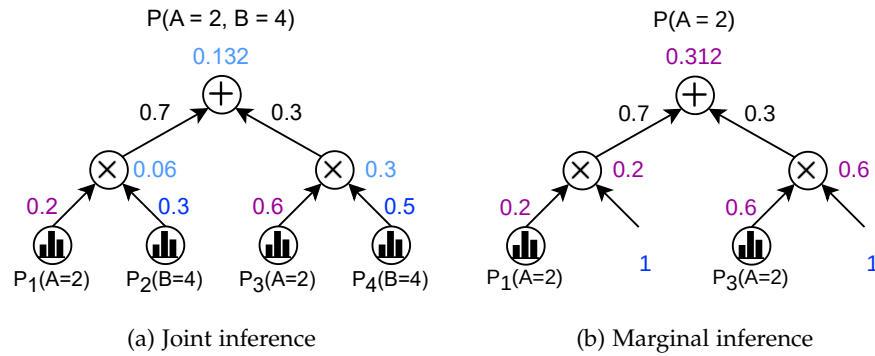 P(A = 2, B = 4)
0.132
+
0.7
0.3
×
0.06
×
0.3
0.2
0.3
0.6
0.5
P1(A=2)
P2(B=4)
P3(A=2)
P4(B=4)
(a) Joint inference
P(A = 2)
0.312
+
0.7
0.3
×
0.2
×
0.6
0.2
0.6
1
1
P1(A=2)
P3(A=2)
(b) Marginal inference